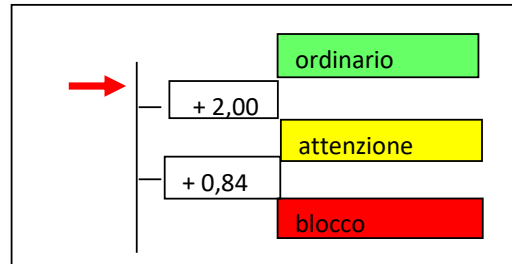 ordinario
+ 2,00
attenzione
+ 0,84
blocco